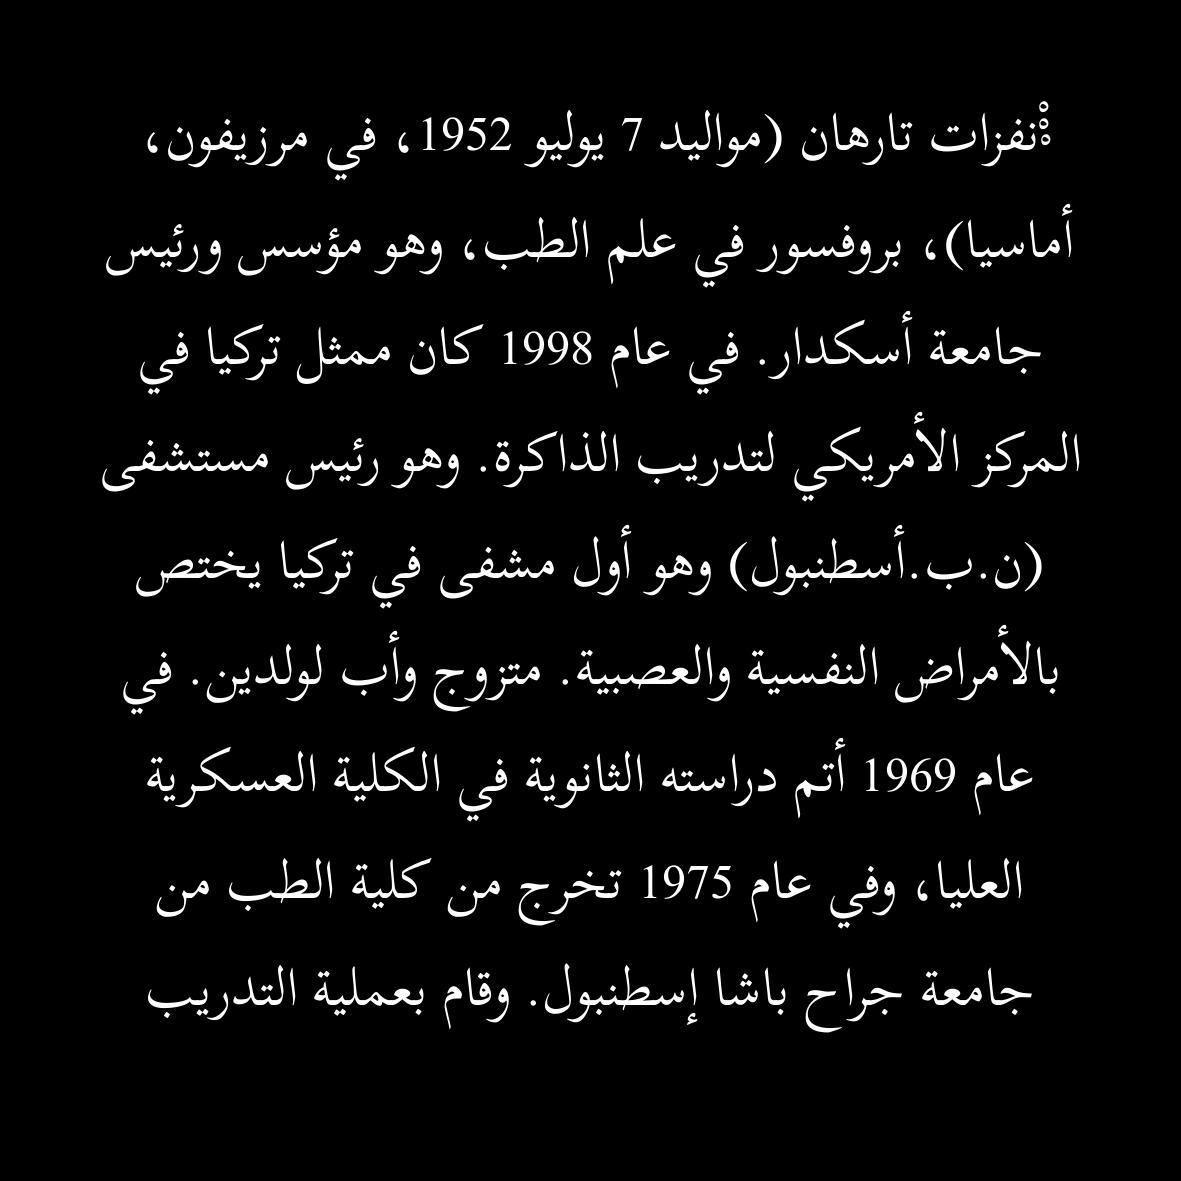 نفزات تارهان (مواليد 7 يوليو 1952، في مرزيفون،
أماسيا)، بروفسور في علم الطب، وهو مؤسس ورئيس
جامعة أسكدار. في عام 1998 كان ممثل تركيا في
المركز الأمريكي لتدريب الذاكرة. وهو رئيس مستشفى
(ن.ب.أسطنبول) وهو أول مشفى في تركيا يختص
بالأمراض النفسية والعصبية. متزوج وأب لولدين. في
عام 1969 أتم دراسته الثانوية في الكلية العسكرية
العليا، وفي عام 1975 تخرج من كلية الطب من
جامعة جراح باشا إسطنبول. وقام بعملية التدريب